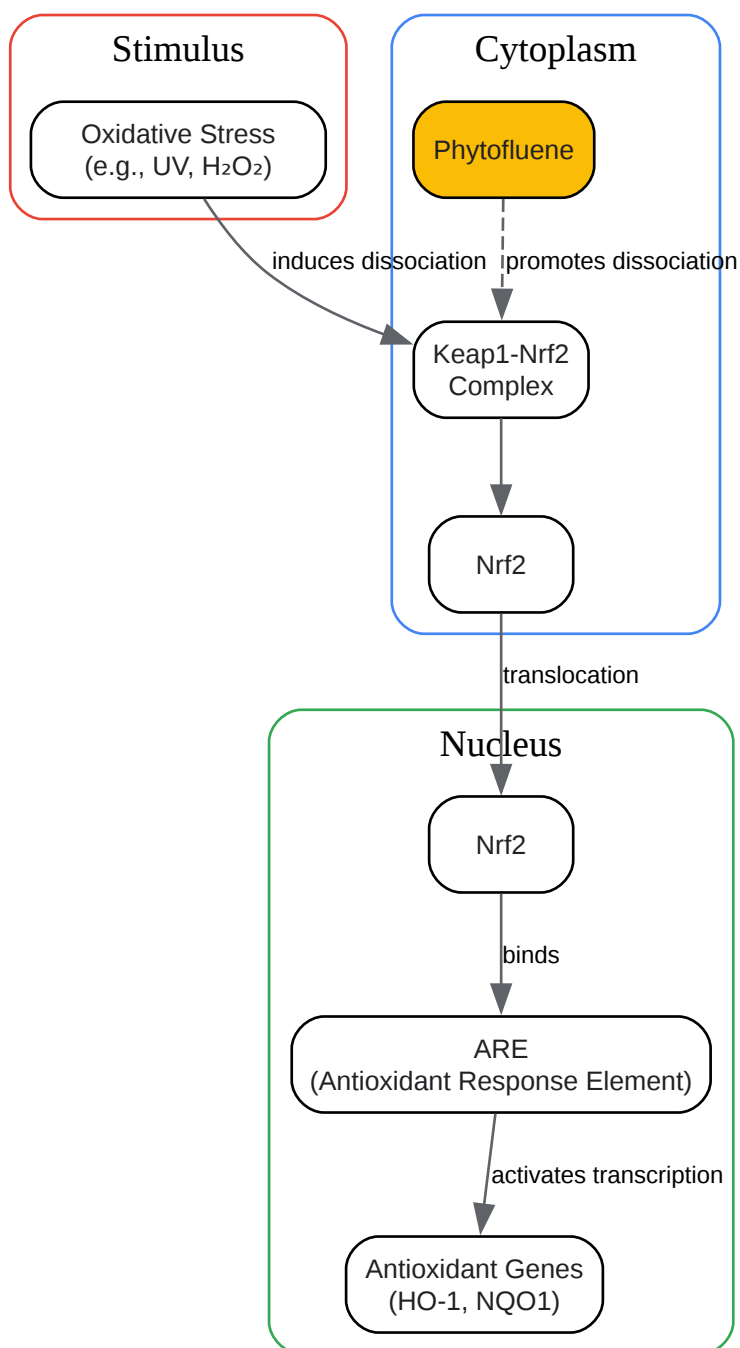 Stimulus
Cytoplasm
Oxidative Stress
(e.g., UV, H₂O₂)
Phytofluene
induces dissociation
promotes dissociation
Keap1-Nrf2
Complex
Nrf2
translocation
Nucleus
Nrf2
binds
ARE
(Antioxidant Response Element)
activates transcription
Antioxidant Genes
(HO-1, NQO1)